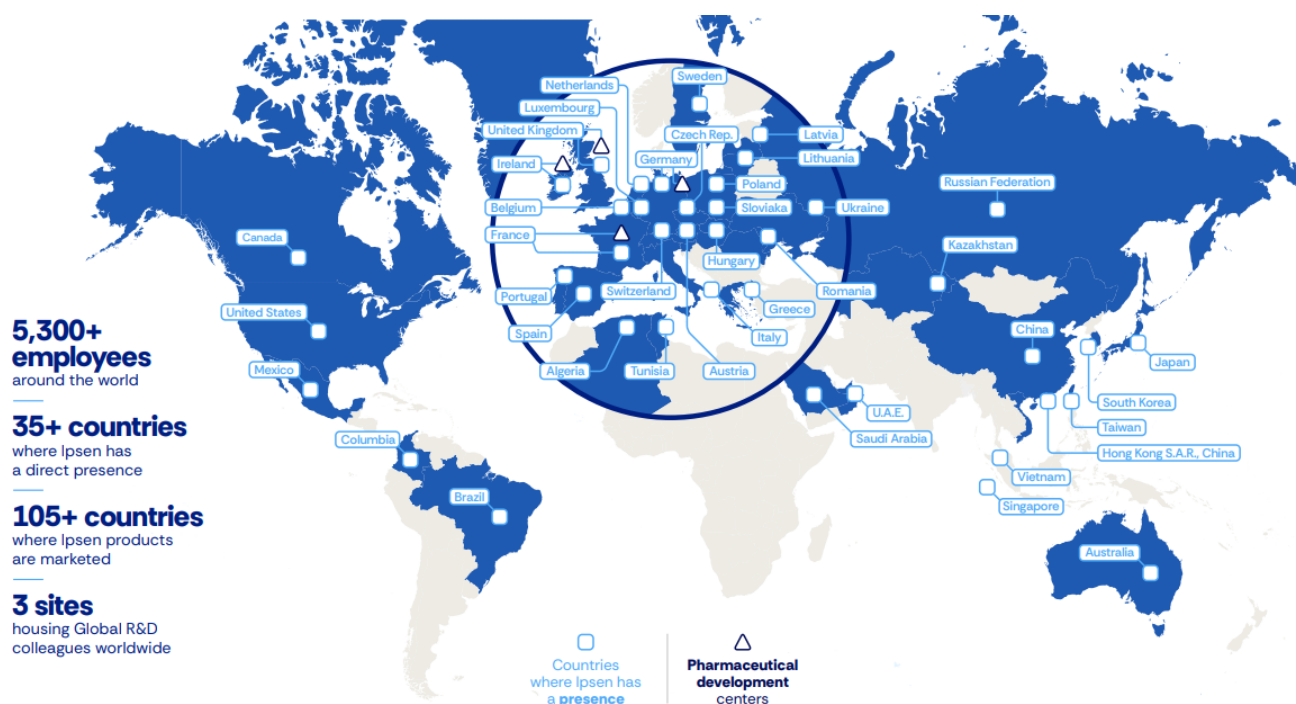 5,300+
employees
around the world
35+ countries
where Ipsen has
a direct presence
105+ countries
where Ipsen products
are marketed
3 sites
housing Global R&D
colleagues worldwide
Canada
United States
Mexico
Columbia
Brazil
Netherlands
Luxembourg
United Kingdom
Ireland
Belgium
France
Portugal
Spain
Algeria
Sweden
Czech Rep.
Germany
Latvia
Lithuania
Poland
Sloviaka
Ukraine
Hungary
Switzerland
Romania
Greece
Italy
Tunisia
Austria
Russian Federation
Kazakhstan
China
Japan
South Korea
Taiwan
Hong Kong S.A.R., China
U.A.E.
Saudi Arabia
Vietnam
Singapore
Australia
Countries
where Ipsen has
a presence
Pharmaceutical
development
centers